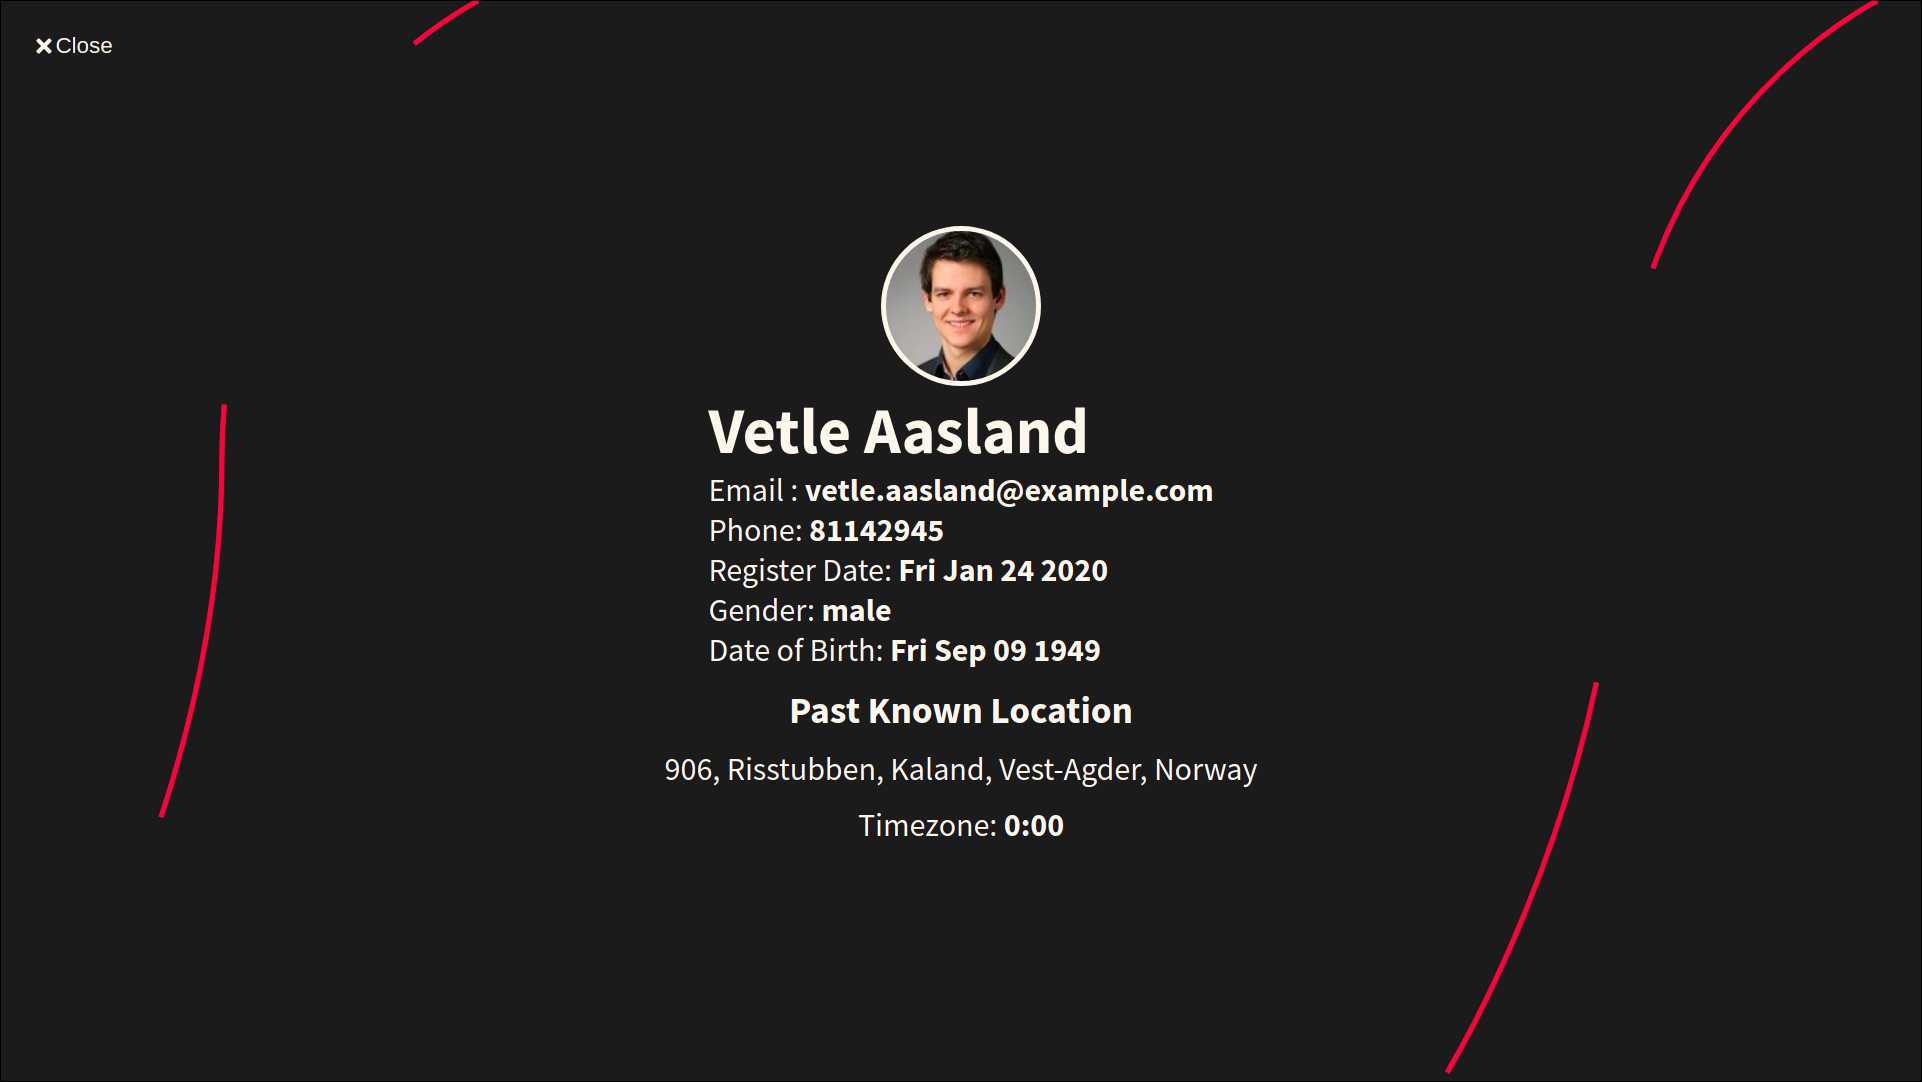 Close
Vetle Aasland
Email : vetle.aasland@example.com
Phone: 81142945
Register Date: Fri Jan 24 2020
Gender: male
Date of Birth: Fri Sep 09 1949
Past Known Location
906, Risstubben, Kaland, Vest-Agder, Norway
Timezone: 0:00